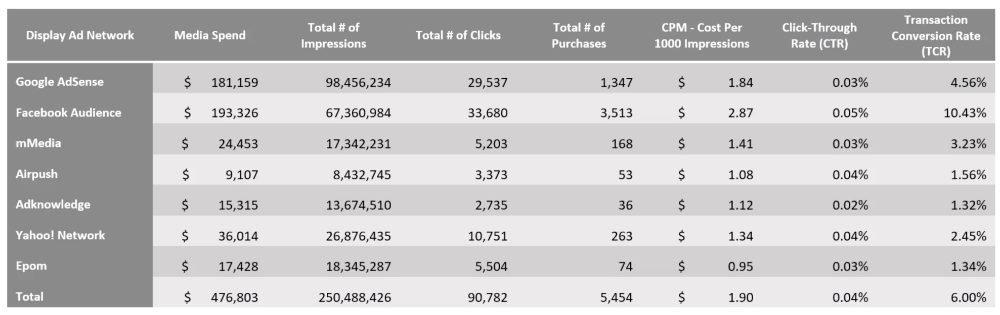 Display Ad Network Media Spend Total # of Impressions Total # of Clicks Total # of Purchases CPM - Cost Per 1000 Impressions Click-Through Rate (CTR) Transaction Conversion Rate (TCR)
Google AdSense $ 181,159 98,456,234 29,537 1,347 $ 1.84 0.03% 4.56%
Facebook Audience $ 193,326 67,360,984 33,680 3,513 $ 2.87 0.05% 10.43%
mMedia $ 24,453 17,342,231 5,203 168 $ 1.41 0.03% 3.23%
Airpush $ 9,107 8,432,745 3,373 53 $ 1.08 0.04% 1.56%
Adknowledge $ 15,315 13,674,510 2,735 36 $ 1.12 0.02% 1.32%
Yahoo! Network $ 36,014 26,876,435 10,751 263 $ 1.34 0.04% 2.45%
Epom $ 17,428 18,345,287 5,504 74 $ 0.95 0.03% 1.34%
Total $ 476,803 250,488,426 90,782 5,454 $ 1.90 0.04% 6.00%